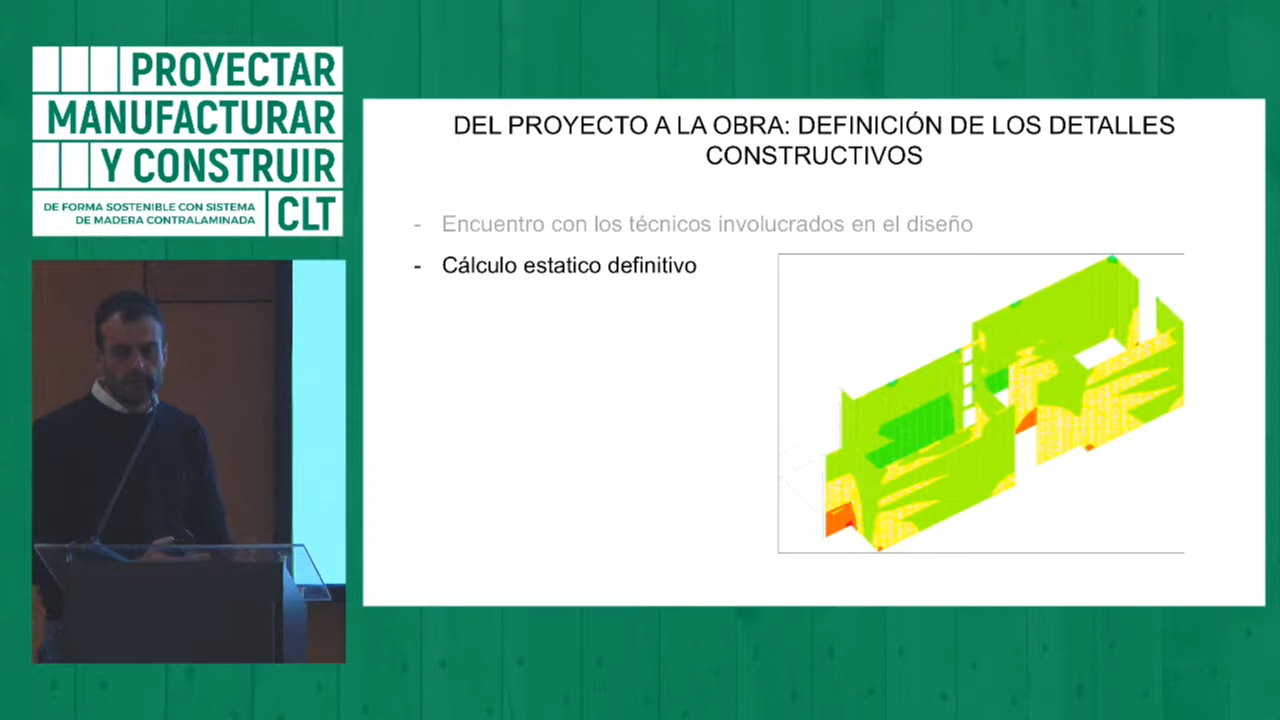 PROYECTAR
MANUFACTURAR
Y CONSTRUIR
DE FORMA SOSTENIBLE CON SISTEMA
DE MADERA CONTRALAMINADA
CLT
DEL PROYECTO A LA OBRA: DEFINICIÓN DE LOS DETALLES
CONSTRUCTIVOS
- Encuentro con los técnicos involucrados en el diseño
- Cálculo estatico definitivo